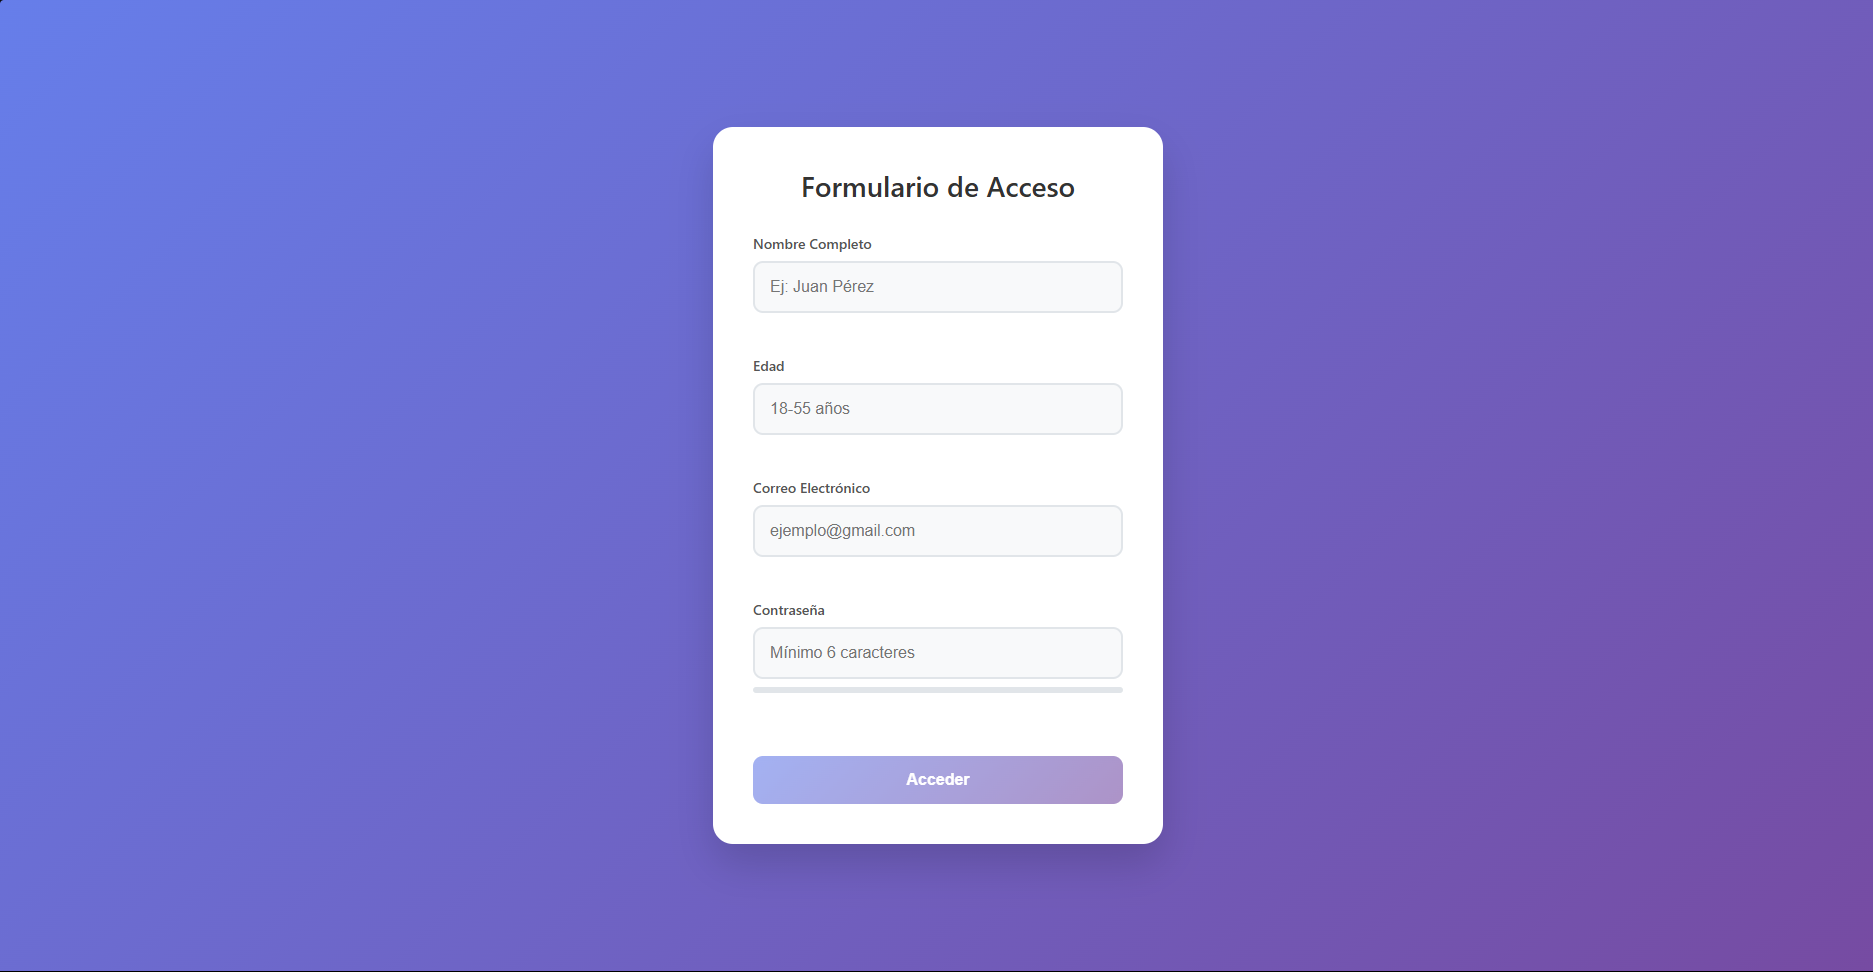 Formulario de Acceso
Nombre Completo
Ej: Juan Pérez
Edad
18-55 años
Correo Electrónico
ejemplo@gmail.com
Contraseña
Mínimo 6 caracteres
Acceder